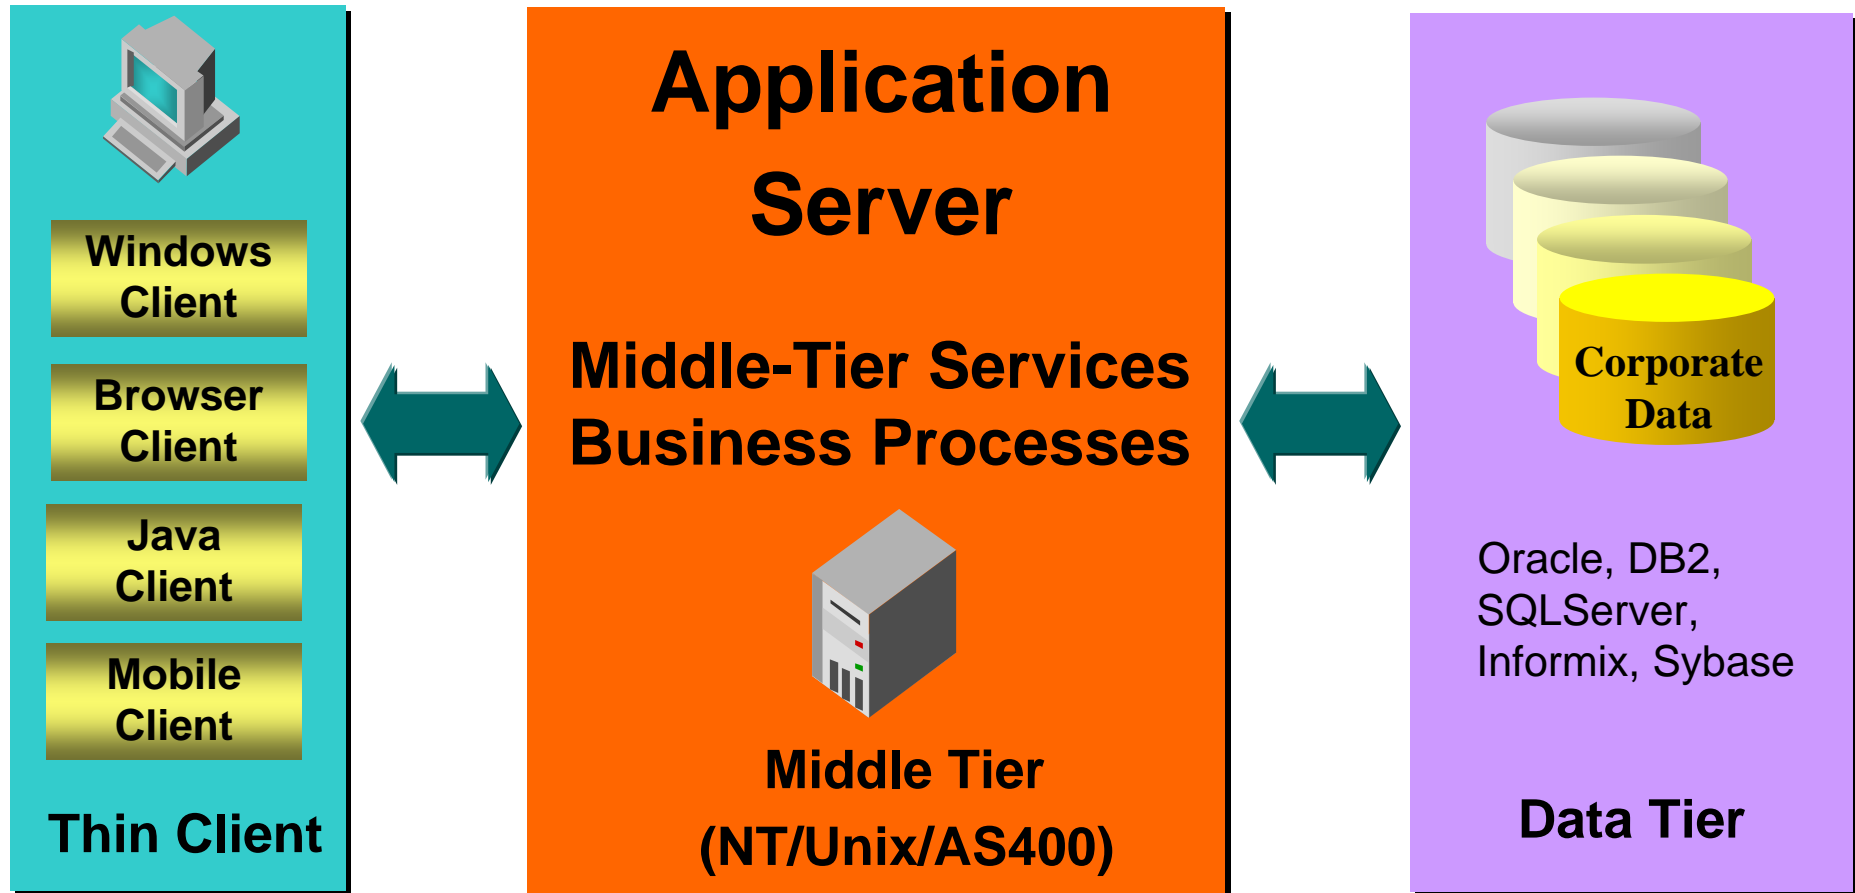 Windows
Client
Browser
Client
Java
Client
Mobile
Client
Thin Client
Application
Server
Middle-Tier Services
Business Processes
Middle Tier
(NT/Unix/AS400)
Corporate
Data
Oracle, DB2,
SQLServer,
Informix, Sybase
Data Tier